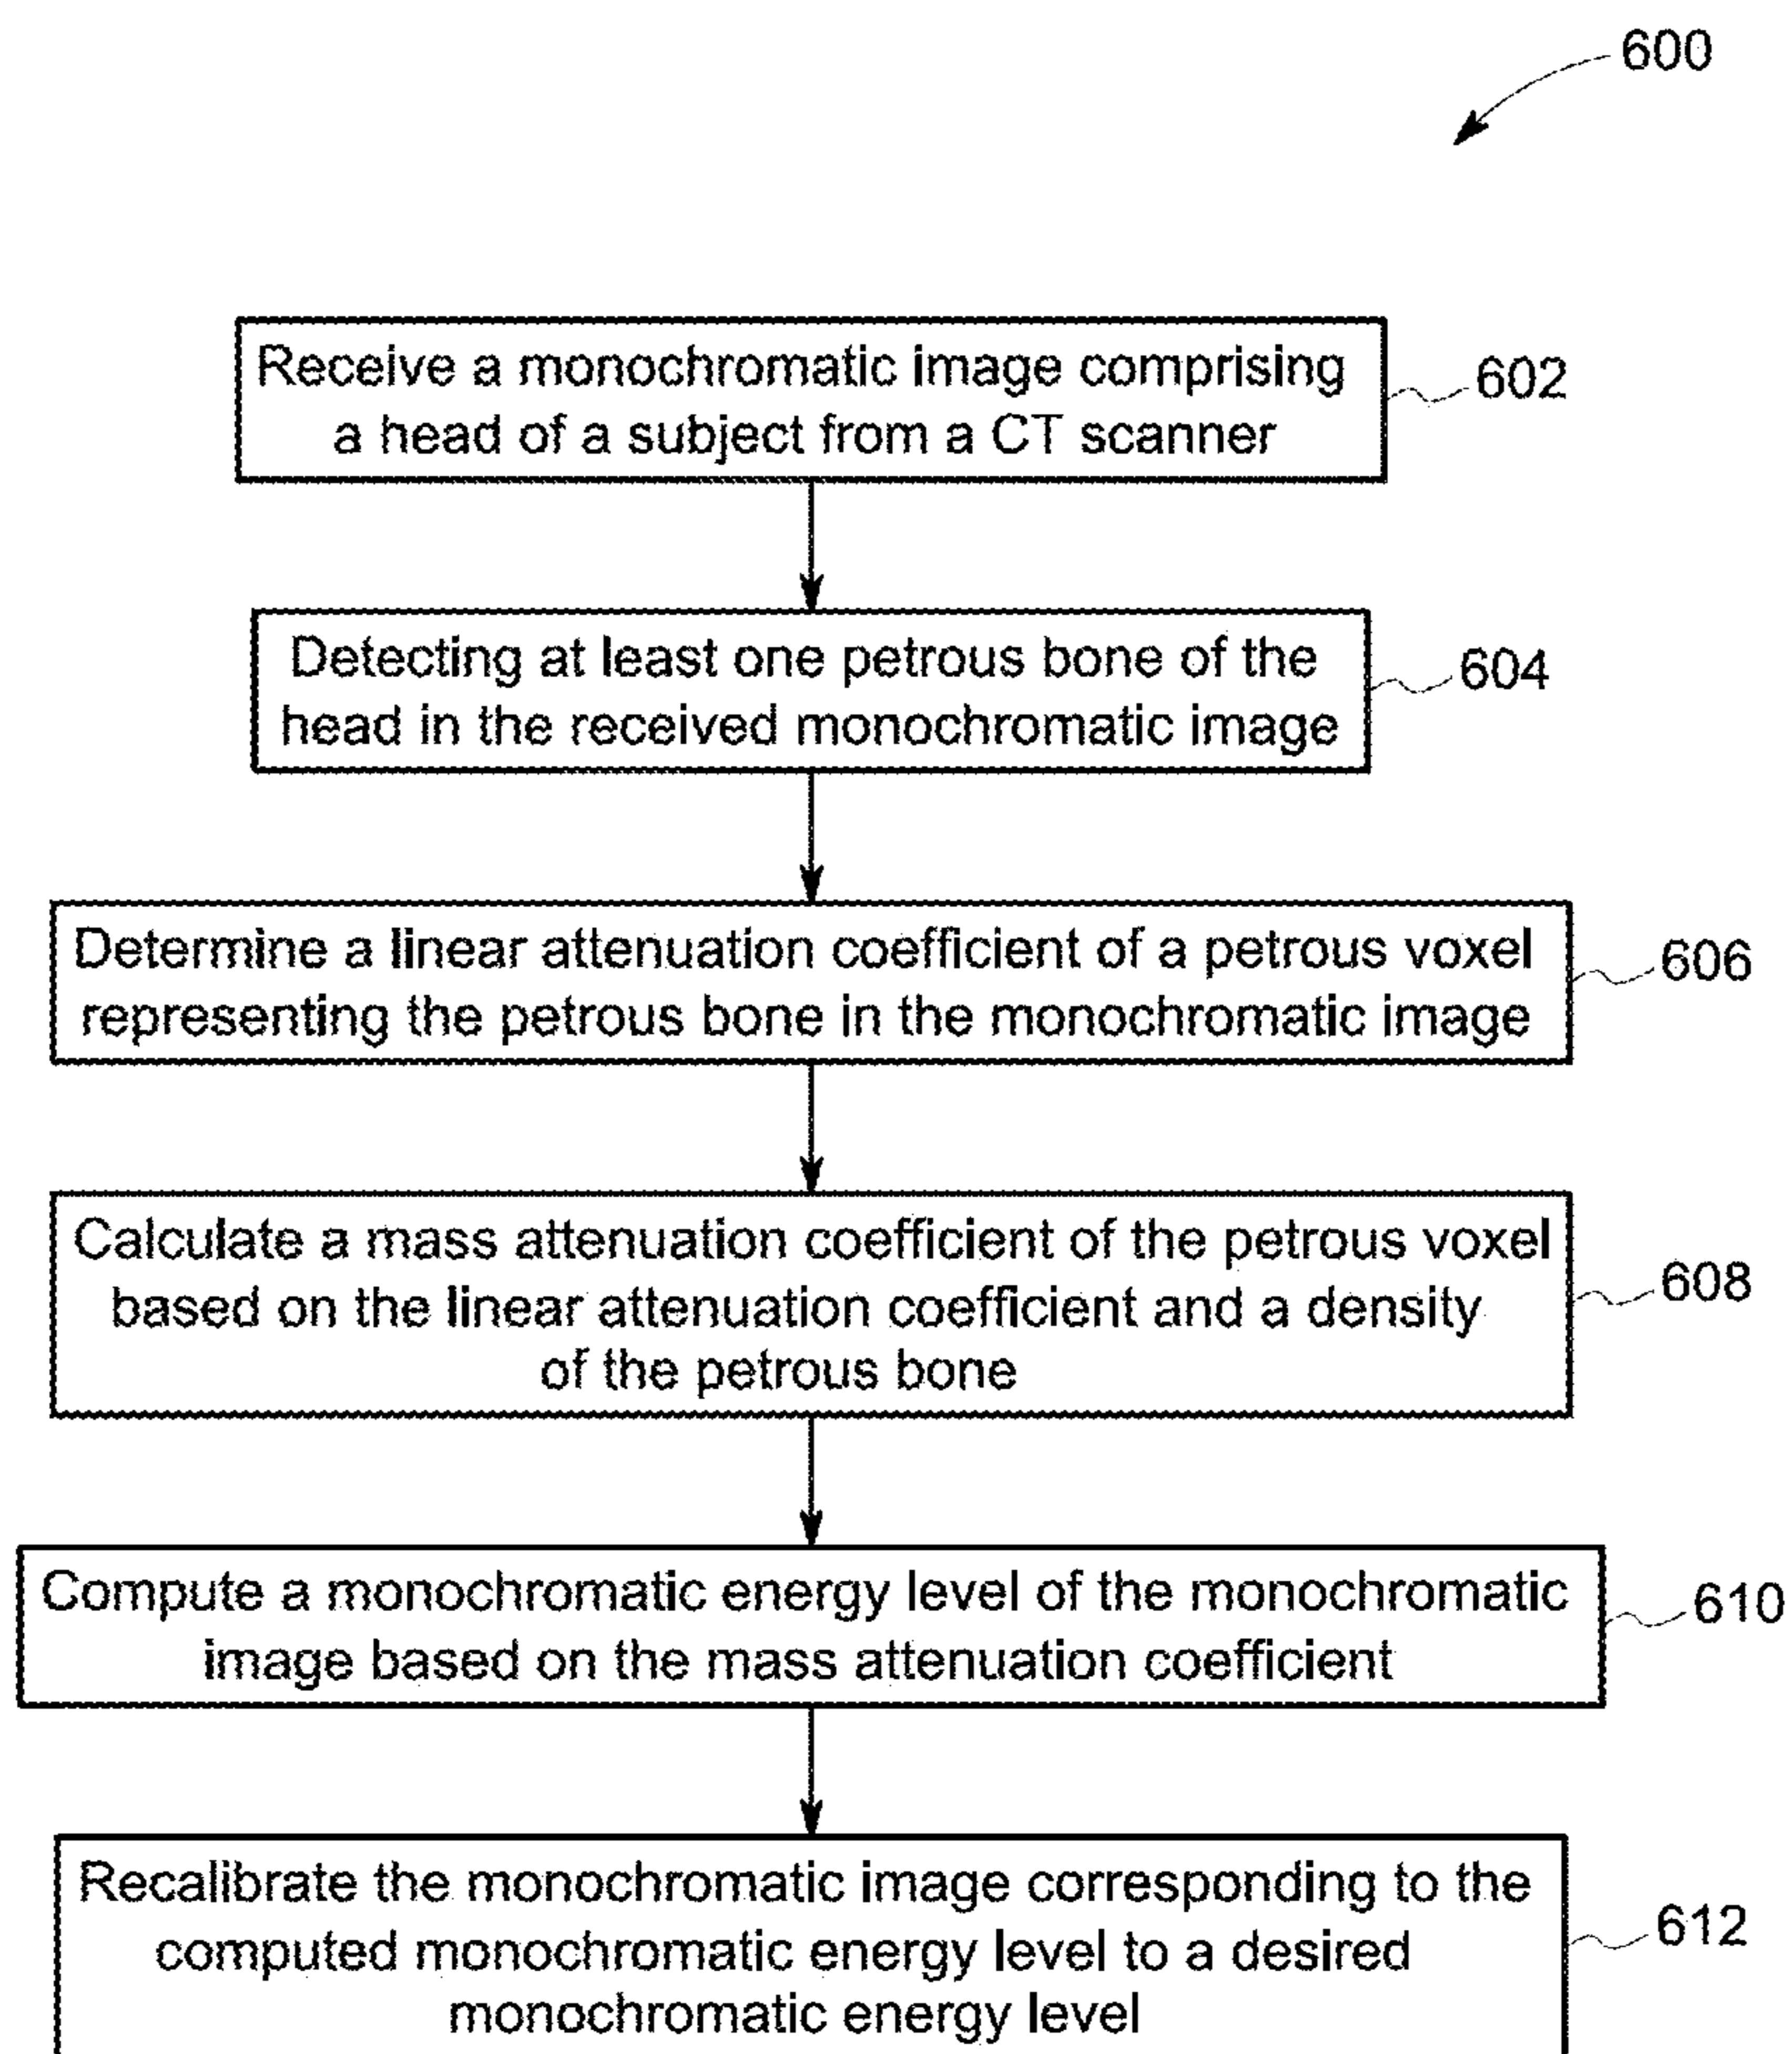 600
Receive a monochromatic image comprising
a head of a subject from a CT scanner
602
Detecting at least one petrous bone of the
head in the received monochromatic image
604
Determine a linear attenuation coefficient of a petrous voxel
representing the petrous bone in the monochromatic image
606
Calculate a mass attenuation coefficient of the petrous voxel
based on the linear attenuation coefficient and a density
of the petrous bone
608
Compute a monochromatic energy level of the monochromatic
image based on the mass attenuation coefficient
610
Recalibrate the monochromatic image corresponding to the
computed monochromatic energy level to a desired
monochromatic energy level
612